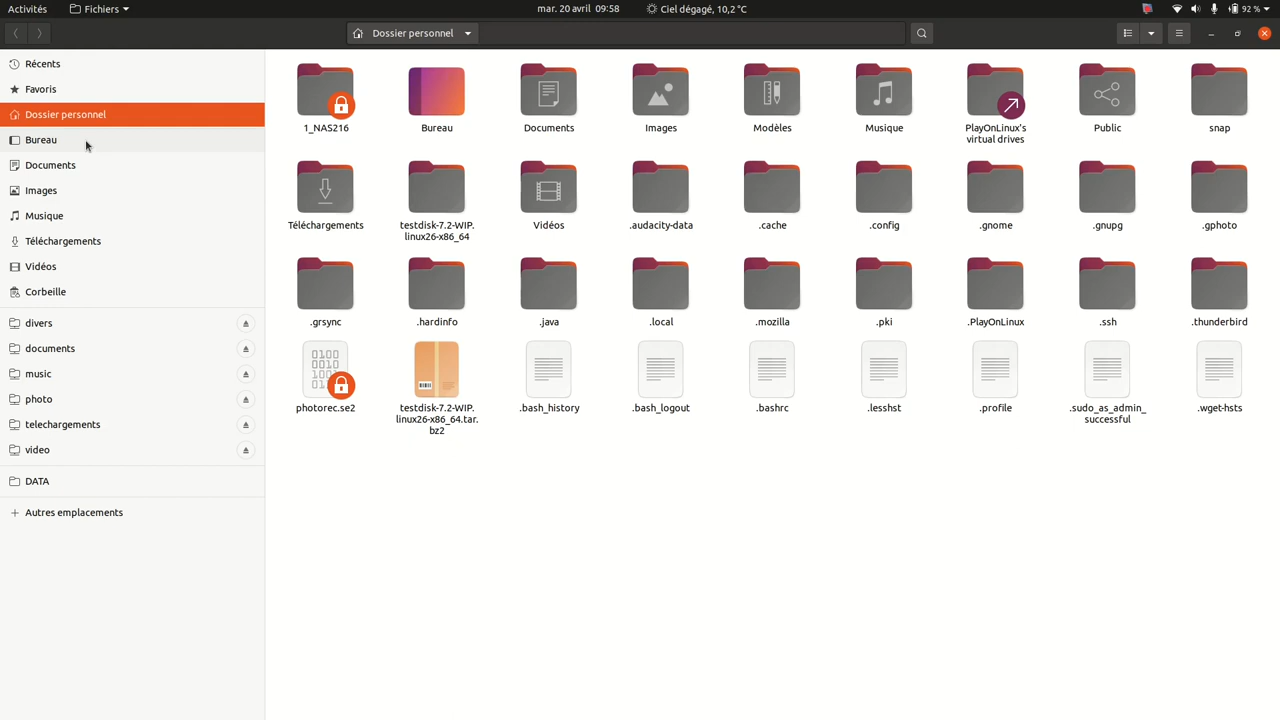 Activités
Fichiers
mar. 20 avril 09:58
Ciel dégagé, 10,2 °C
92 %
Dossier personnel
Récents
Favoris
Dossier personnel
Bureau
Documents
Images
Musique
Téléchargements
Vidéos
Corbeille
divers
documents
music
photo
telechargements
video
DATA
Autres emplacements
1_NAS216
Bureau
Documents
Images
Modèles
Musique
PlayOnLinux's
virtual drives
Public
snap
Téléchargements
testdisk-7.2-WIP.
linux26-x86_64
Vidéos
.audacity-data
.cache
.config
.gnome
.gnupg
.gphoto
.grsync
.hardinfo
.java
.local
.mozilla
.pki
.PlayOnLinux
.ssh
.thunderbird
photorec.se2
testdisk-7.2-WIP.
linux26-x86_64.tar.
bz2
.bash_history
.bash_logout
.bashrc
.lesshst
.profile
.sudo_as_admin_
successful
.wget-hsts